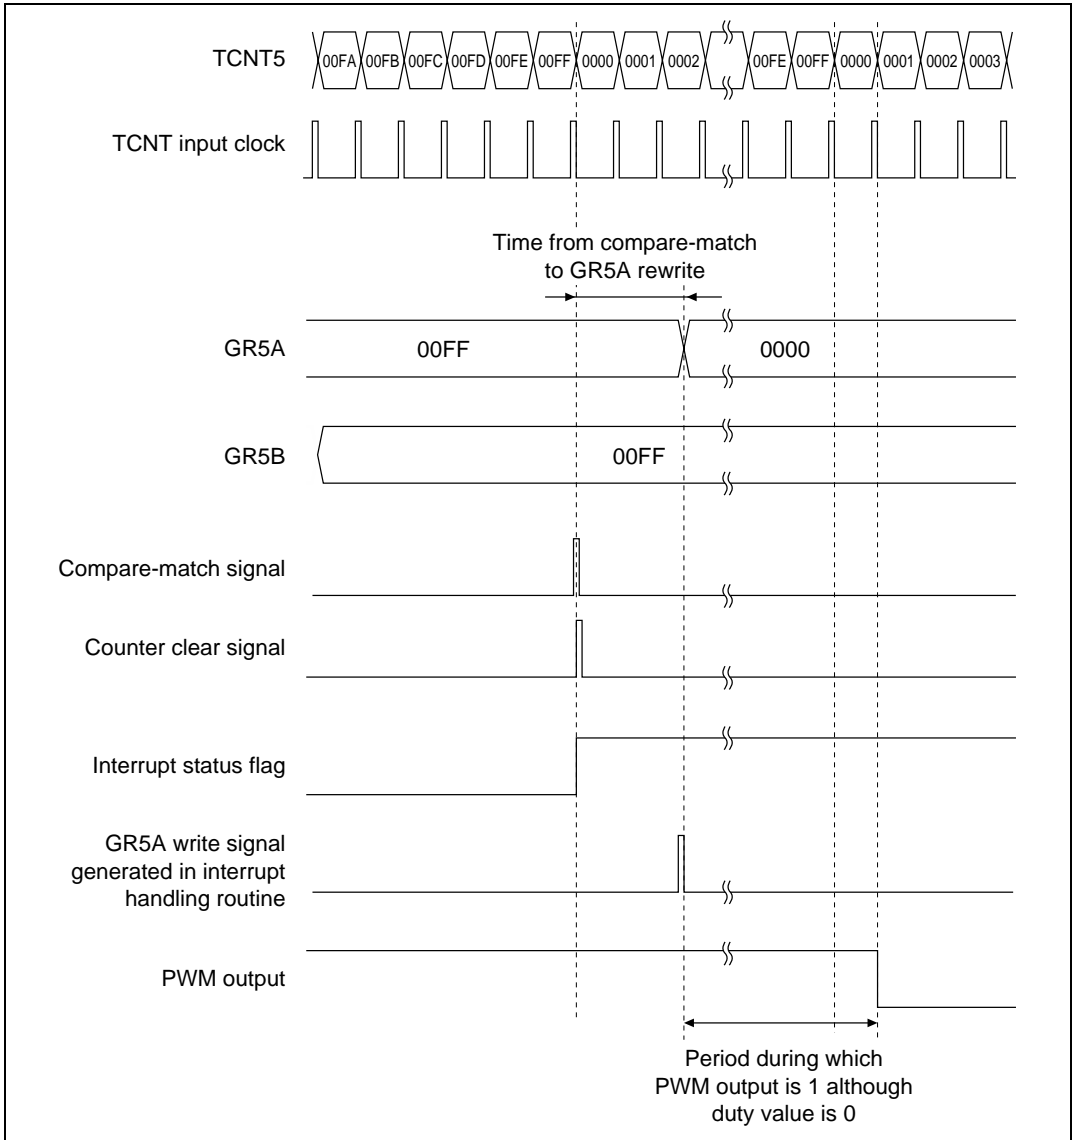 TCNT5
00FA 00FB 00FC 00FD 00FE 00FF 0000 0001 0002 00FE 00FF 0000 0001 0002 0003
TCNT input clock
Time from compare-match
to GR5A rewrite
GR5A
00FF
0000
GR5B
00FF
Compare-match signal
Counter clear signal
Interrupt status flag
GR5A write signal
generated in interrupt
handling routine
PWM output
Period during which
PWM output is 1 although
duty value is 0